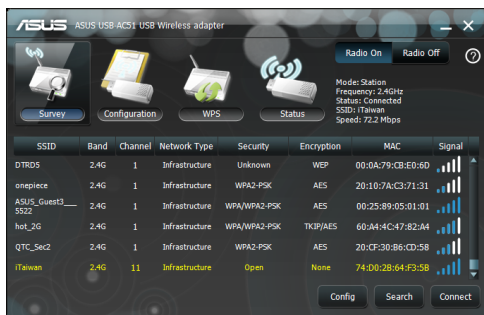 ASUS ASUS USB-AC51 USB Wireless adapter
Radio On Radio Off
Mode: Station
Frequency: 2.4GHz
Status: Connected
SSID: iTaiwan
Speed: 72.2 Mbps
Survey Configuration WPS Status
SSID Band Channel Network Type Security Encryption MAC Signal
DTRD5 2.4G 1 Infrastructure Unknown WEP 00:0A:79:CB:E0:6D
onepiece 2.4G 1 Infrastructure WPA2-PSK AES 20:10:7A:C3:71:31
ASUS_Guest3__5522 2.4G 1 Infrastructure WPA/WPA2-PSK AES 00:25:89:05:01:01
hot_2G 2.4G 1 Infrastructure WPA/WPA2-PSK TKIP/AES 60:A4:4C:47:82:A4
QTC_Sec2 2.4G 1 Infrastructure WPA2-PSK AES 20:CF:30:B6:CD:58
iTaiwan 2.4G 11 Infrastructure Open None 74:D0:2B:64:F3:5B
Config Search Connect